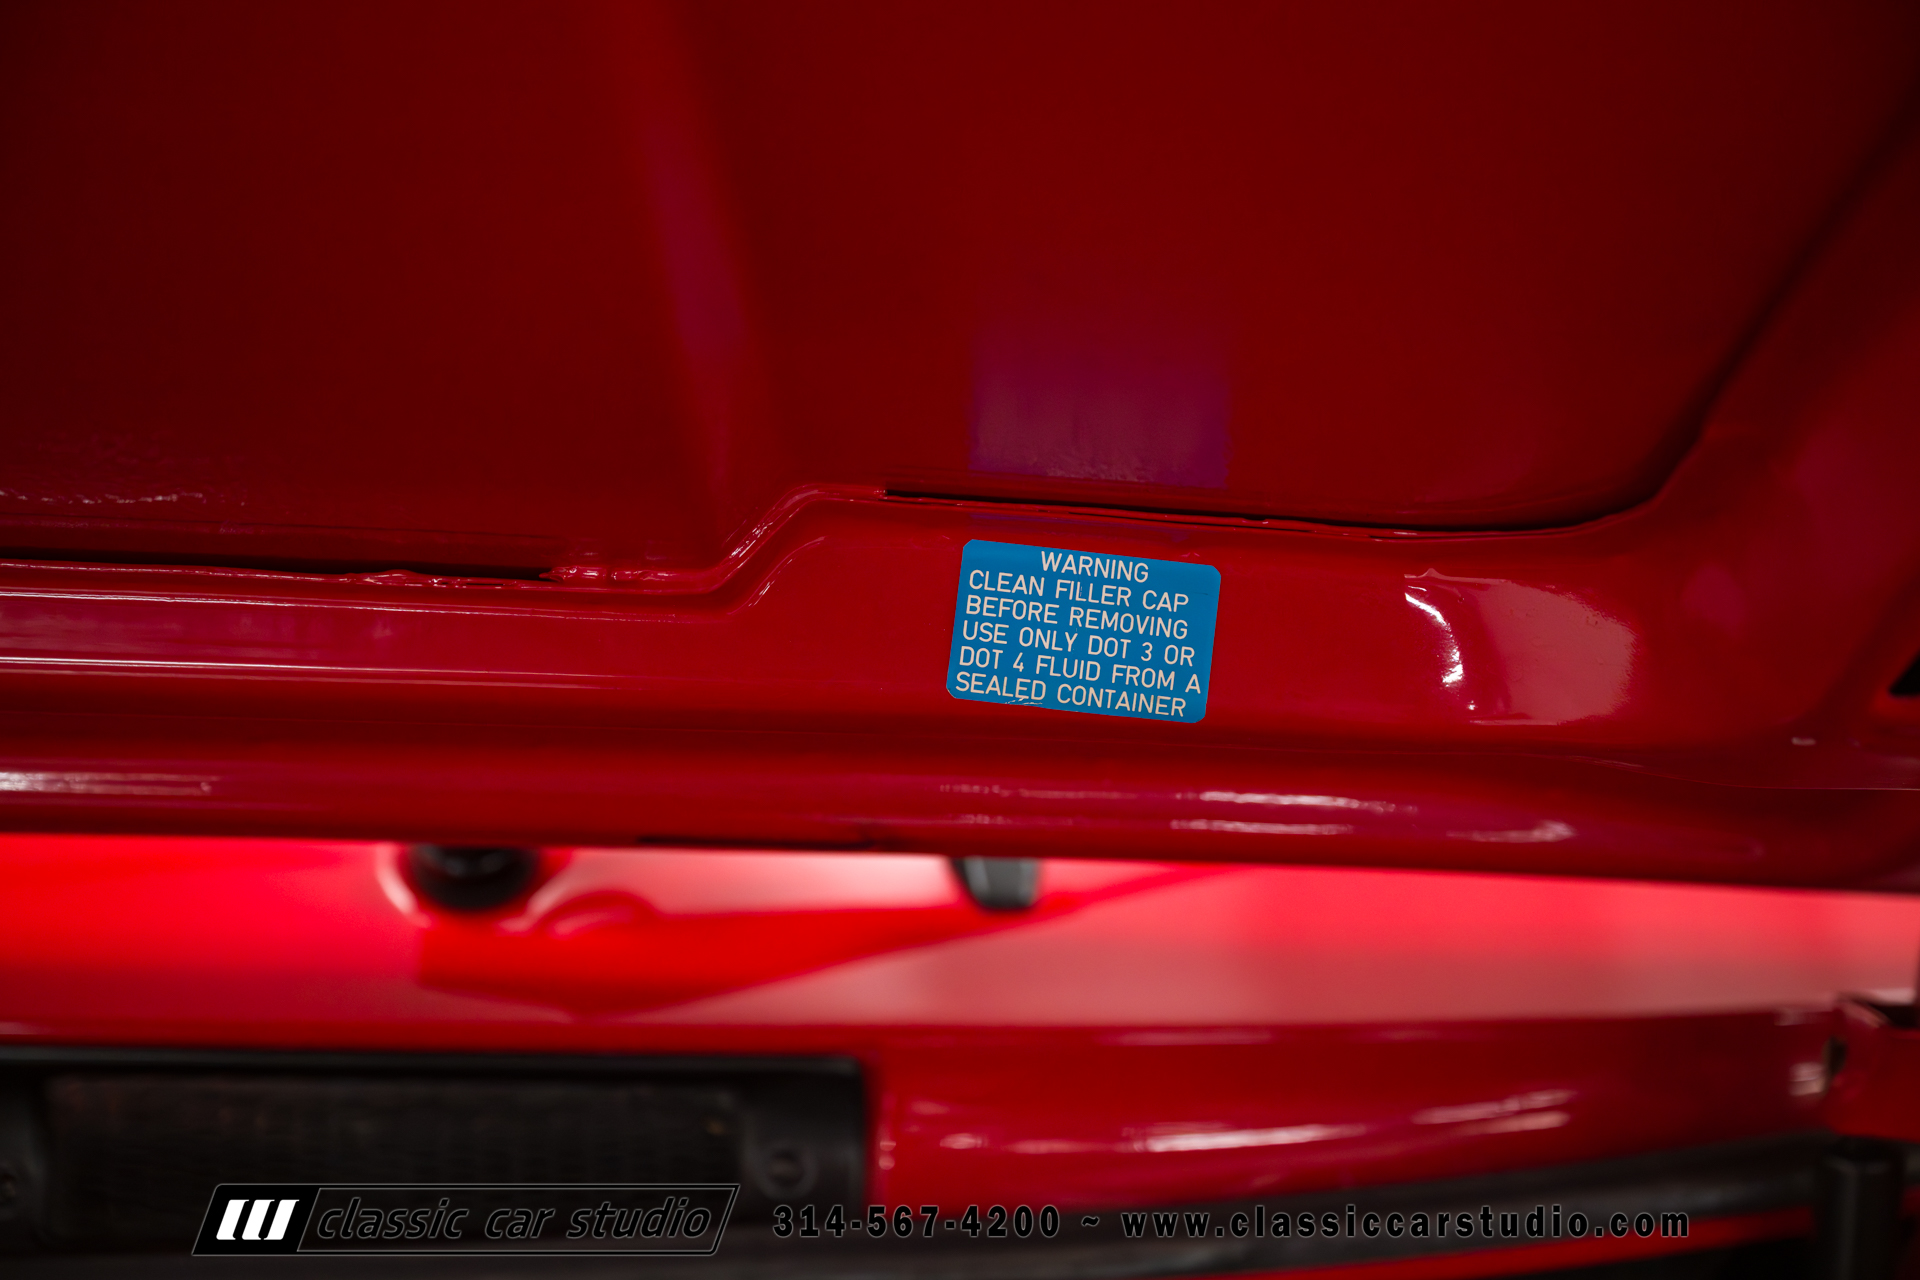 WARNING
CLEAN FILLER CAP
BEFORE REMOVING
USE ONLY DOT 3 OR
DOT 4 FLUID FROM A
SEALED CONTAINER
classic car studio 314-567-4200 ~ www.classiccarstudio.com